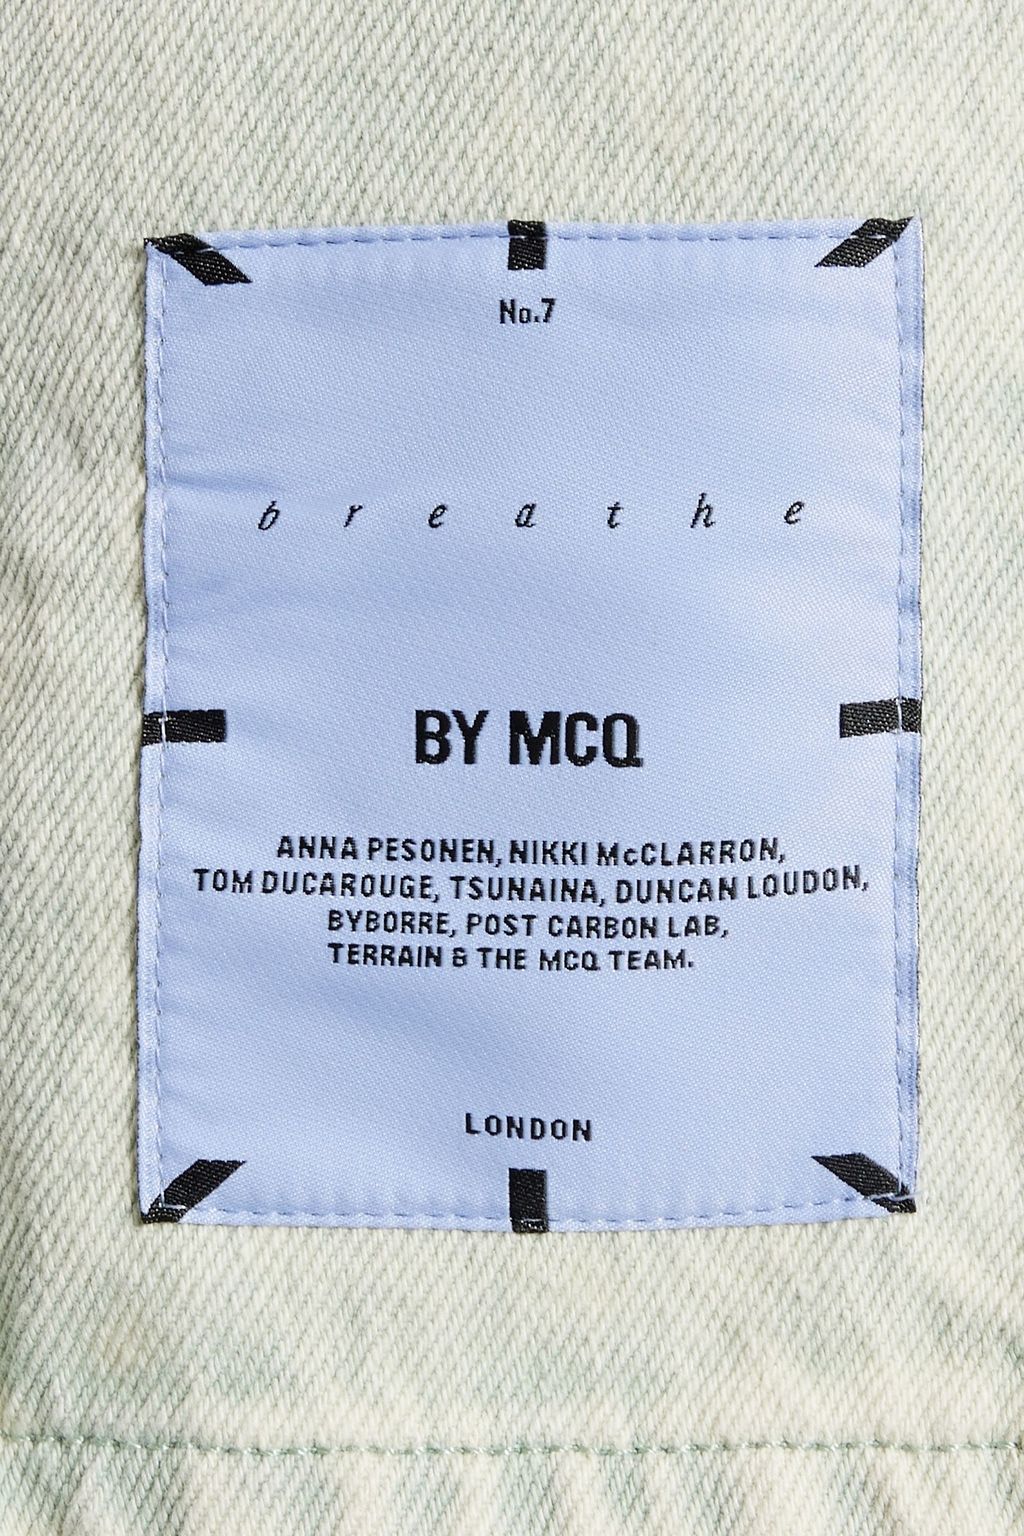 No.7
breathe
BY MCQ
ANNA PESONEN, NIKKI McCLARRON,
TOM DUCAROUGE, TSUNAINA, DUNCAN LOUDON,
BYBORRE, POST CARBON LAB,
TERRAIN & THE MCQ TEAM.
LONDON